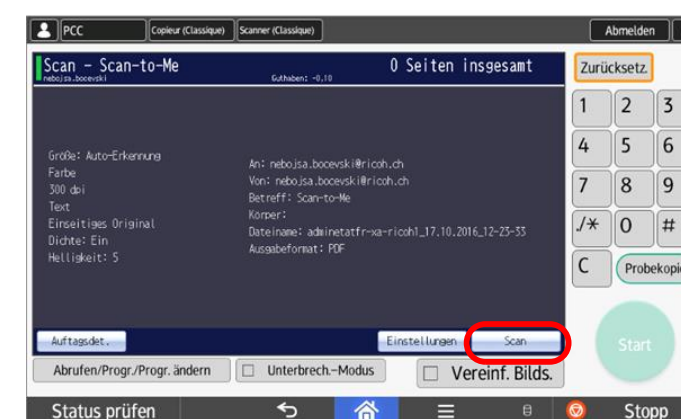 PCC Copieur (Classique) Scanner (Classique) Abmelden
Scan - Scan-to-Me 0 Seiten insgesamt Zurücksetz.
nebojsa.bocevski Guthaben: -0,10
1 2 3
4 5 6
7 8 9
./* 0 #
C Probekopie
Größe: Auto-Erkennung
Farbe
300 dpi
Text
Einseitiges Original
Dichte: Ein
Helligkeit: 5
An: nebojsa.bocevski@ricoh.ch
Von: nebojsa.bocevski@ricoh.ch
Betreff: Scan-to-Me
Körper:
Dateiname: adminetatfr-xa-ricoh1_17.10.2016_12-23-33
Ausgabeformat: PDF
Auftagsdet. Einstellungen Scan
Start
Abrufen/Progr./Progr. ändern Unterbrech.-Modus Vereinf. Bilds.
Status prüfen Stopp